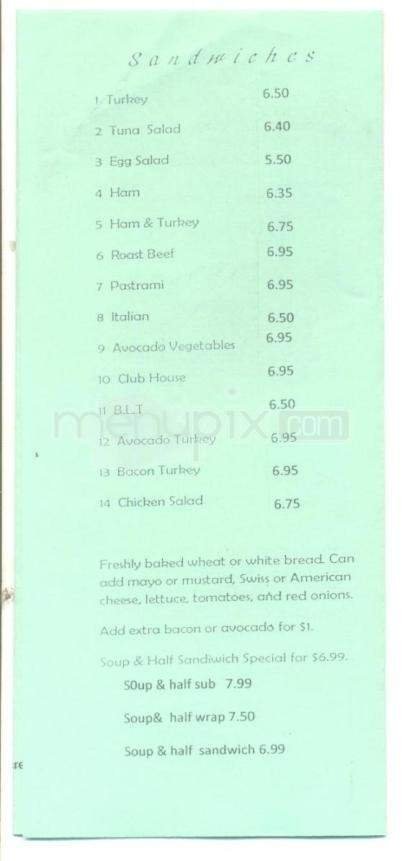 Sandwiches
1 Turkey 6.50
2 Tuna Salad 6.40
3 Egg Salad 5.50
4 Ham 6.35
5 Ham & Turkey 6.75
6 Roast Beef 6.95
7 Pastrami 6.95
8 Italian 6.50
9 Avocado Vegetables 6.95
10 Club House 6.95
11 B.L.T 6.50
menupix.com
12 Avocado Turkey 6.95
13 Bacon Turkey 6.95
14 Chicken Salad 6.75
Freshly baked wheat or white bread. Can
add mayo or mustard, Swiss or American
cheese, lettuce, tomatoes, and red onions.
Add extra bacon or avocado for $1.
Soup & Half Sandiwich Special for $6.99.
S0up & half sub 7.99
Soup& half wrap 7.50
Soup & half sandwich 6.99
re